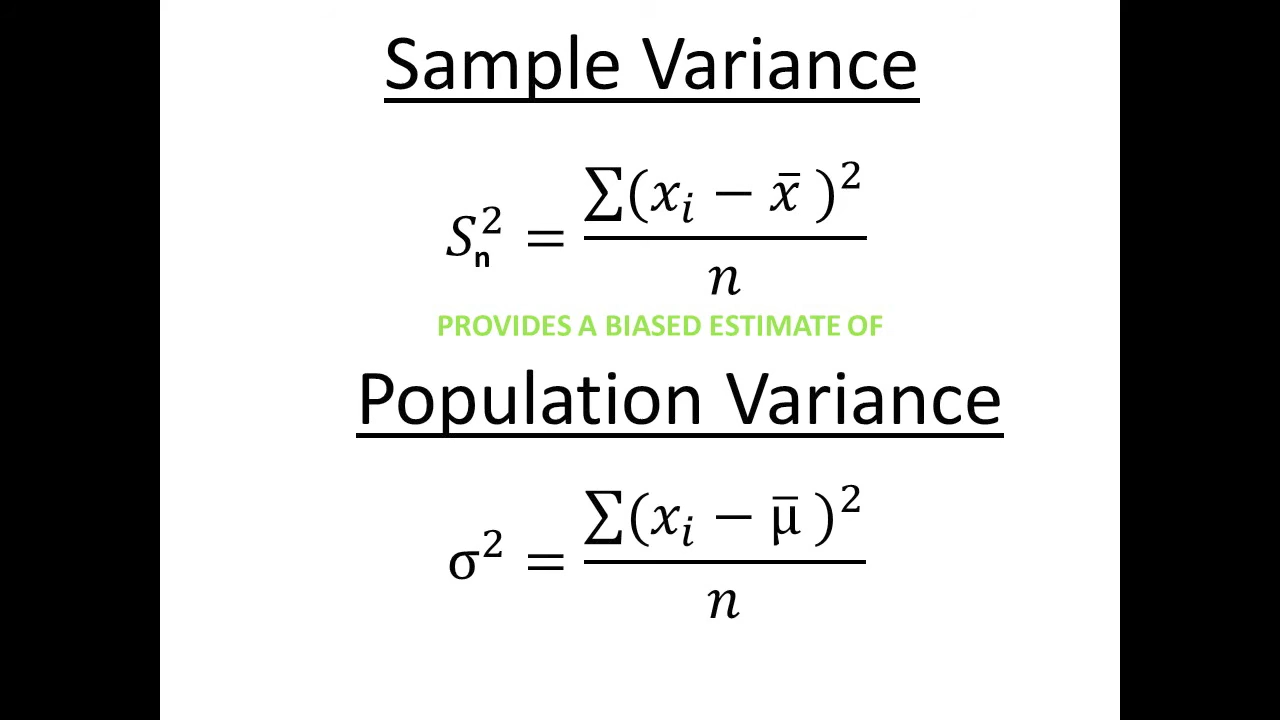 Sample Variance
S_n^2 = ∑(x_i − x̄ )^2 / n
PROVIDES A BIASED ESTIMATE OF
Population Variance
σ^2 = ∑(x_i − μ̄ )^2 / n